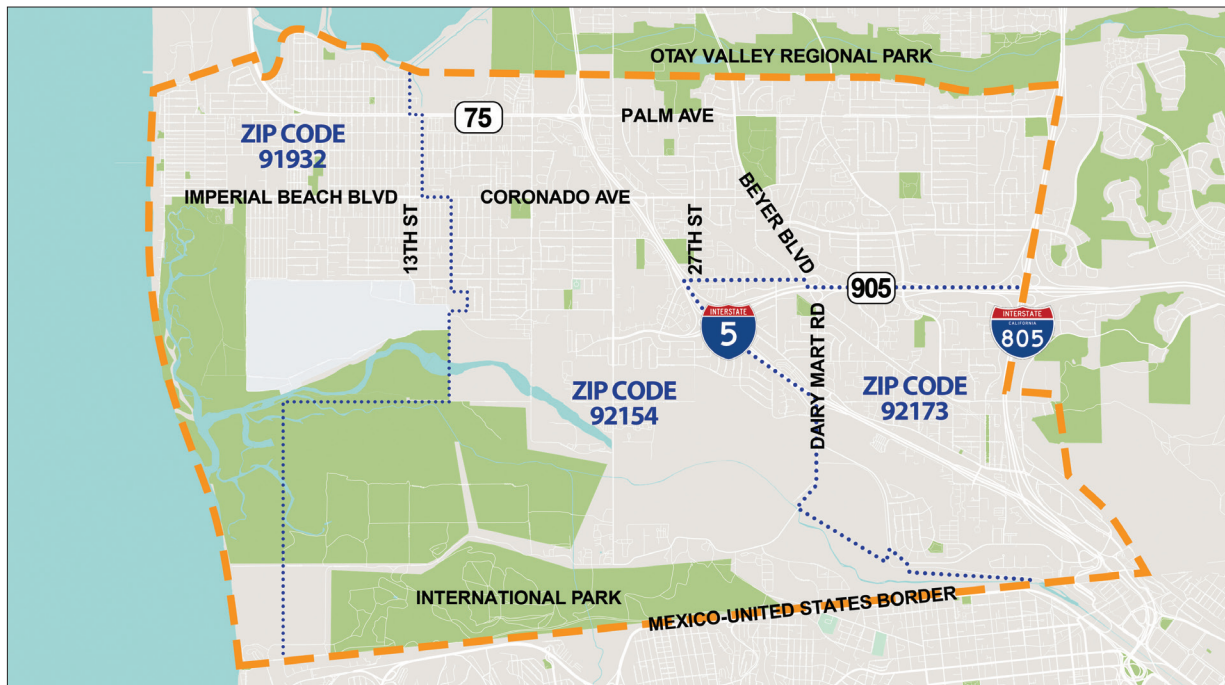 OTAY VALLEY REGIONAL PARK
75
PALM AVE
ZIP CODE
91932
IMPERIAL BEACH BLVD
CORONADO AVE
13TH ST
27TH ST
BEYER BLVD
905
INTERSTATE
5
DAIRY MART RD
INTERSTATE
CALIFORNIA
805
ZIP CODE
92154
ZIP CODE
92173
INTERNATIONAL PARK
MEXICO-UNITED STATES BORDER